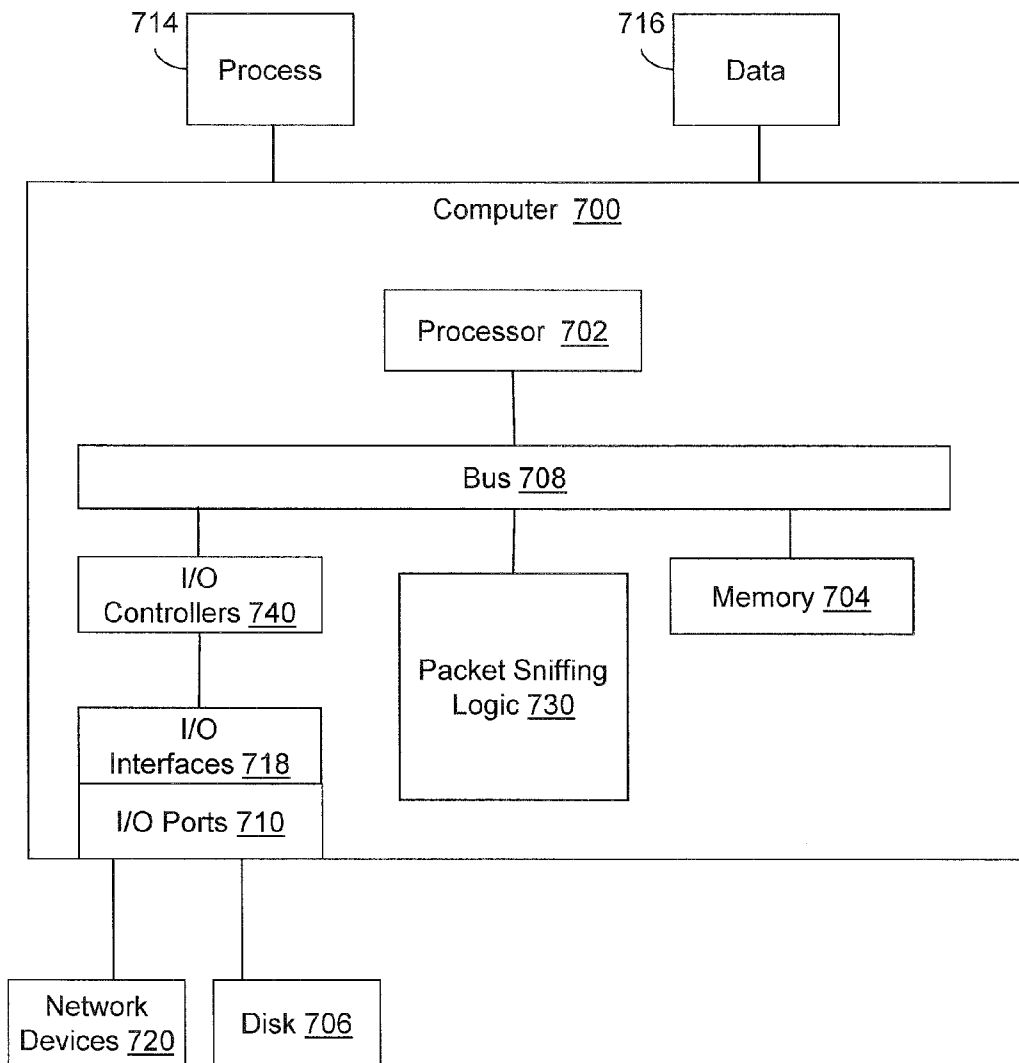 714
Process
716
Data
Computer 700
Processor 702
Bus 708
I/O
Controllers 740
Packet Sniffing
Logic 730
Memory 704
I/O
Interfaces 718
I/O Ports 710
Network
Devices 720
Disk 706